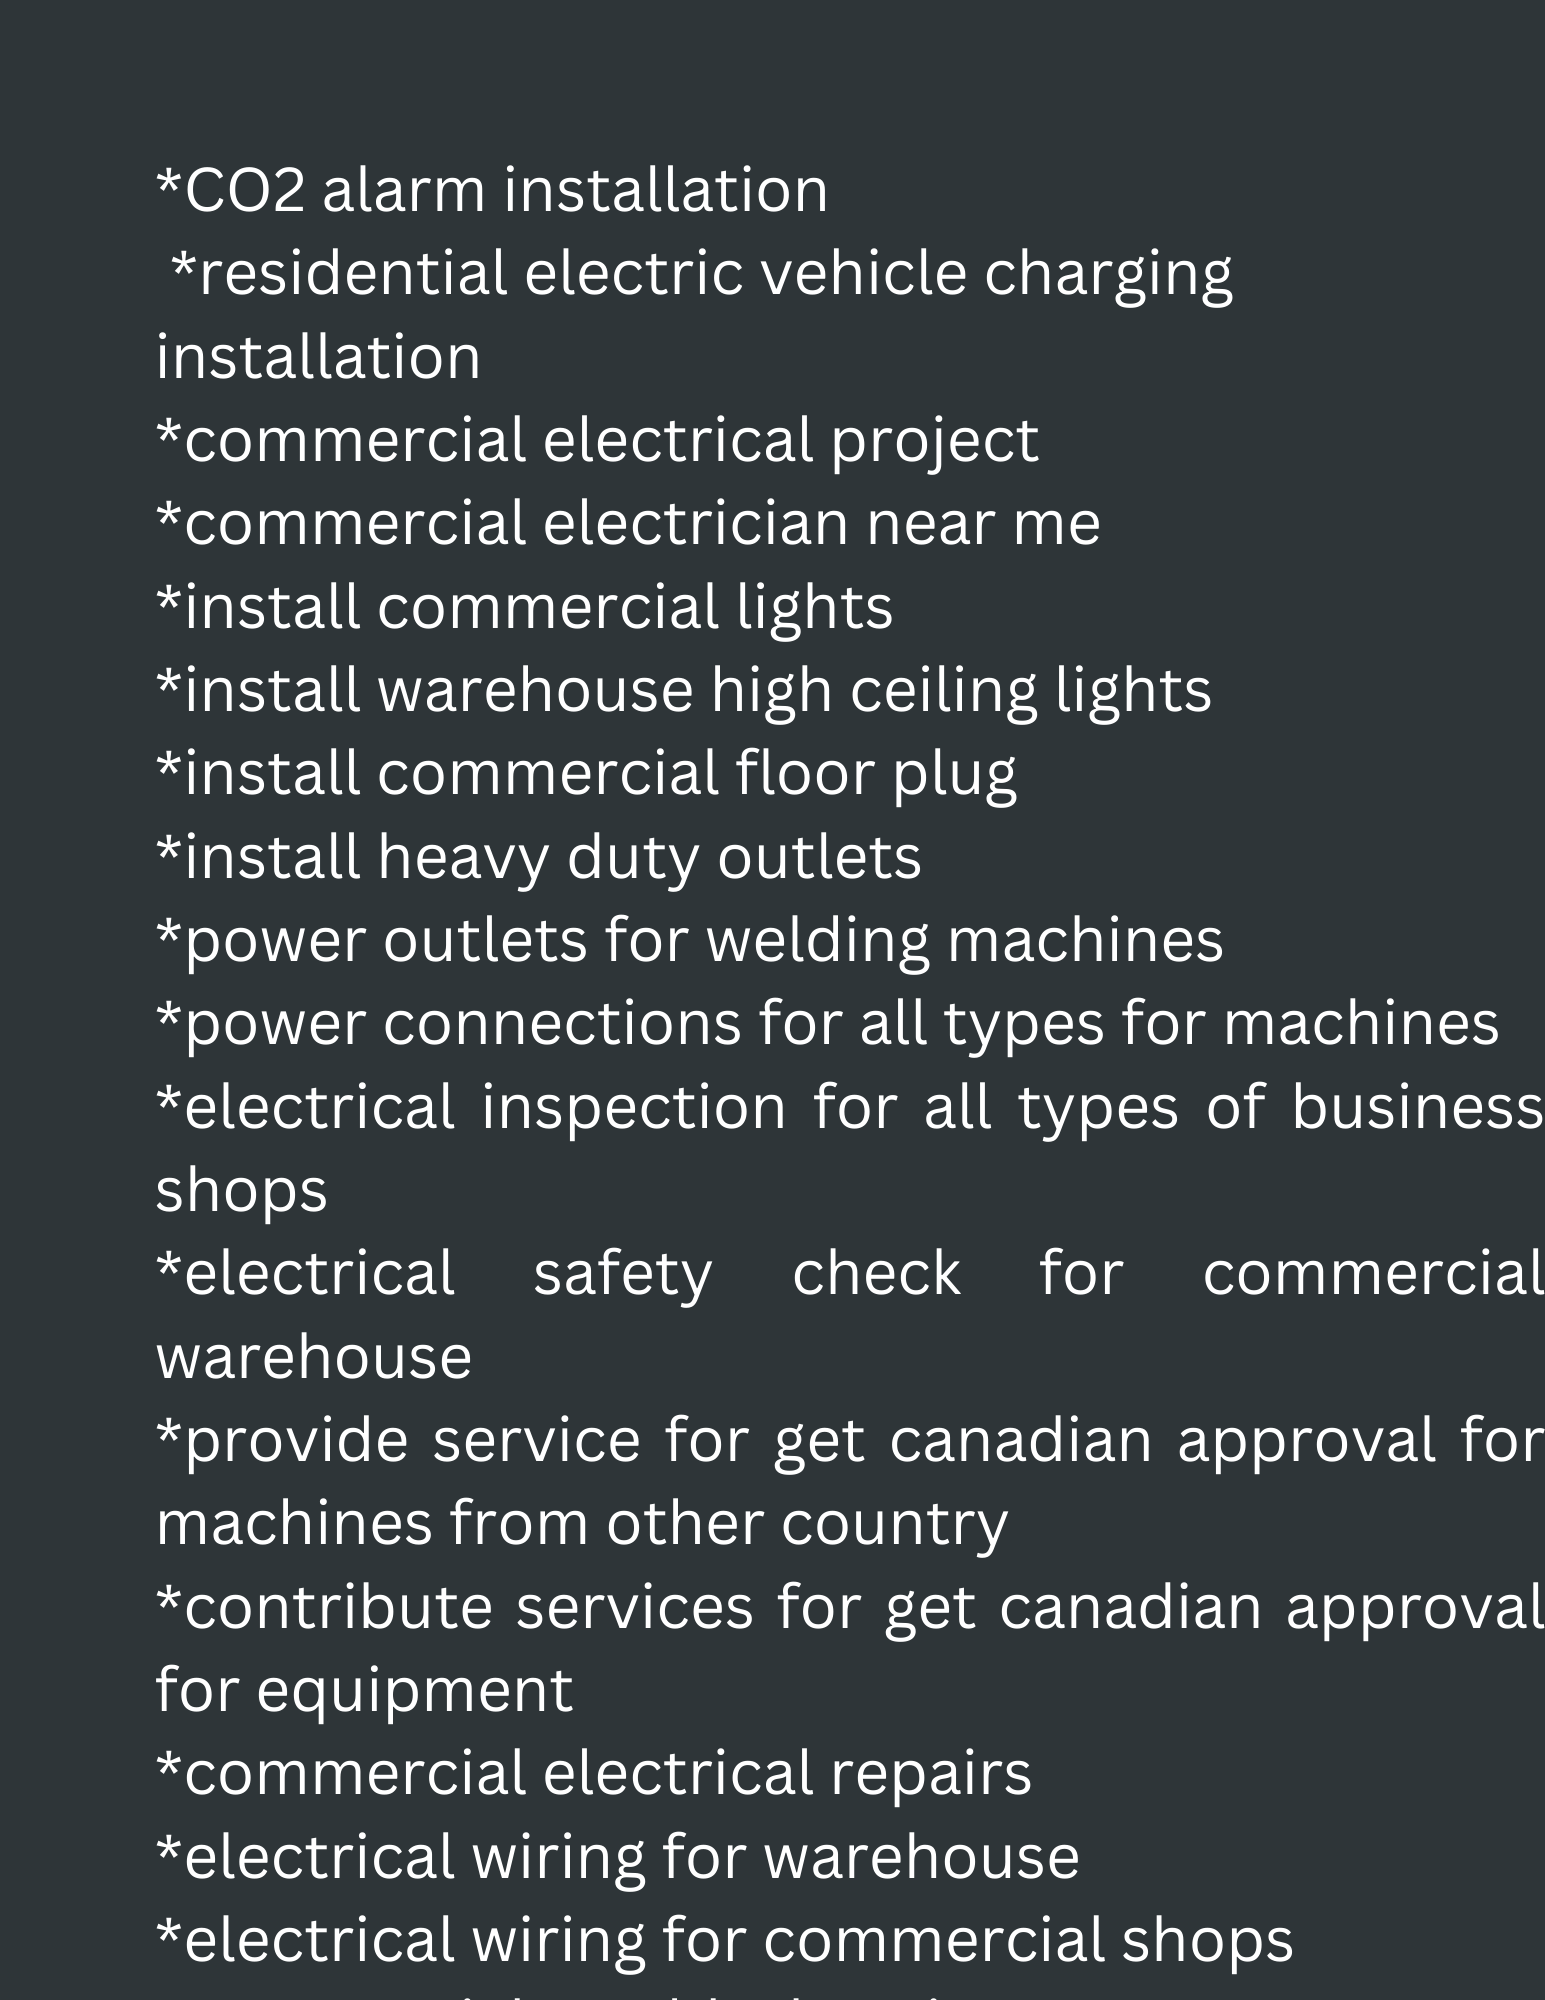 *CO2 alarm installation
*residential electric vehicle charging
installation
*commercial electrical project
*commercial electrician near me
*install commercial lights
*install warehouse high ceiling lights
*install commercial floor plug
*install heavy duty outlets
*power outlets for welding machines
*power connections for all types for machines
*electrical inspection for all types of business
shops
*electrical safety check for commercial
warehouse
*provide service for get canadian approval for
machines from other country
*contribute services for get canadian approval
for equipment
*commercial electrical repairs
*electrical wiring for warehouse
*electrical wiring for commercial shops